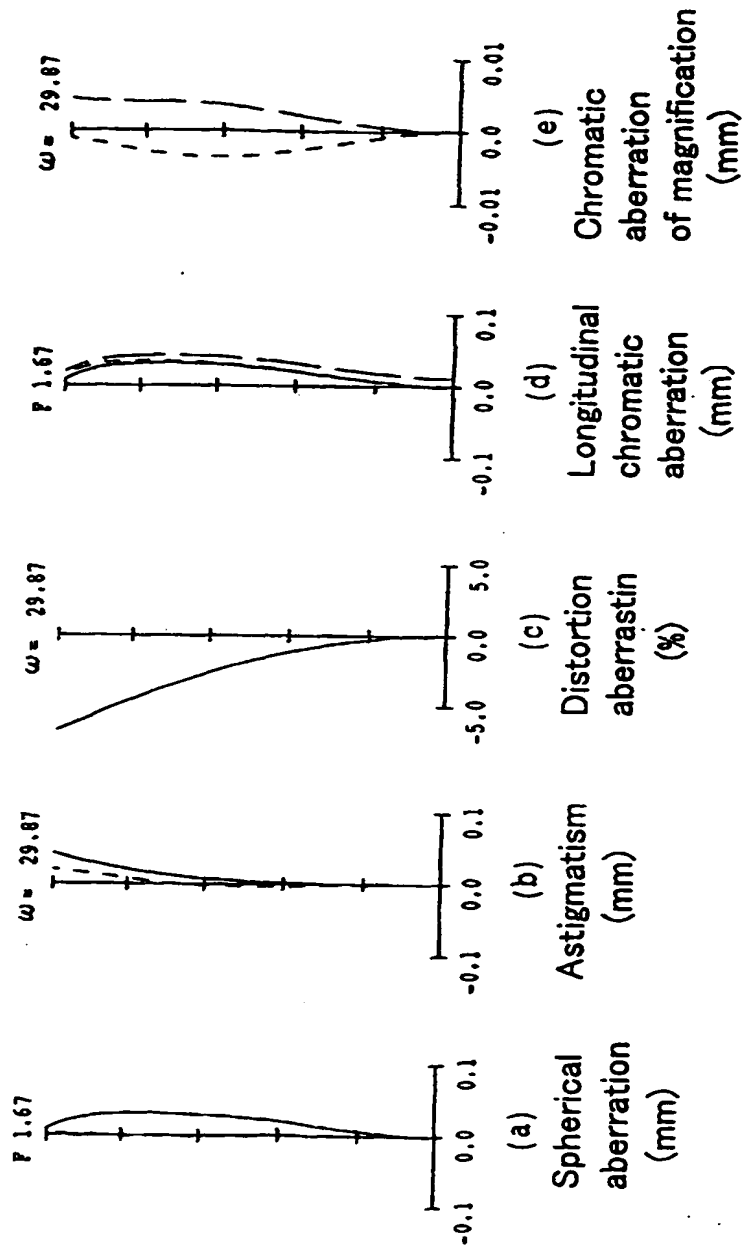 F 1.67
-0.1 0.0 0.1
(a)
Spherical
aberration
(mm)
ω= 29.87
-0.1 0.0 0.1
(b)
Astigmatism
(mm)
ω= 29.87
-5.0 0.0 5.0
(c)
Distortion
aberrastin
(%)
F 1.67
-0.1 0.0 0.1
(d)
Longitudinal
chromatic
aberration
(mm)
ω= 29.87
-0.01 0.0 0.01
(e)
Chromatic
aberration
of magnification
(mm)